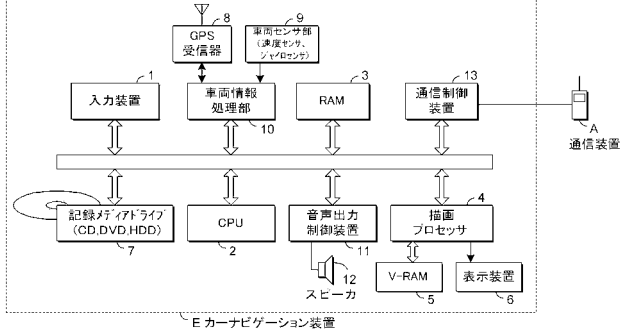 8
GPS
受信器
9
車両センサ部
(速度センサ、
ジャイロセンサ)
1
入力装置
車両情報
処理部
10
3
RAM
13
通信制御
装置
A
通信装置
記録メディアドライブ
(CD,DVD,HDD)
7
CPU
2
音声出力
制御装置
11
4
描画
プロセッサ
12
スピーカ
V-RAM
5
表示装置
6
E カーナビゲーション装置